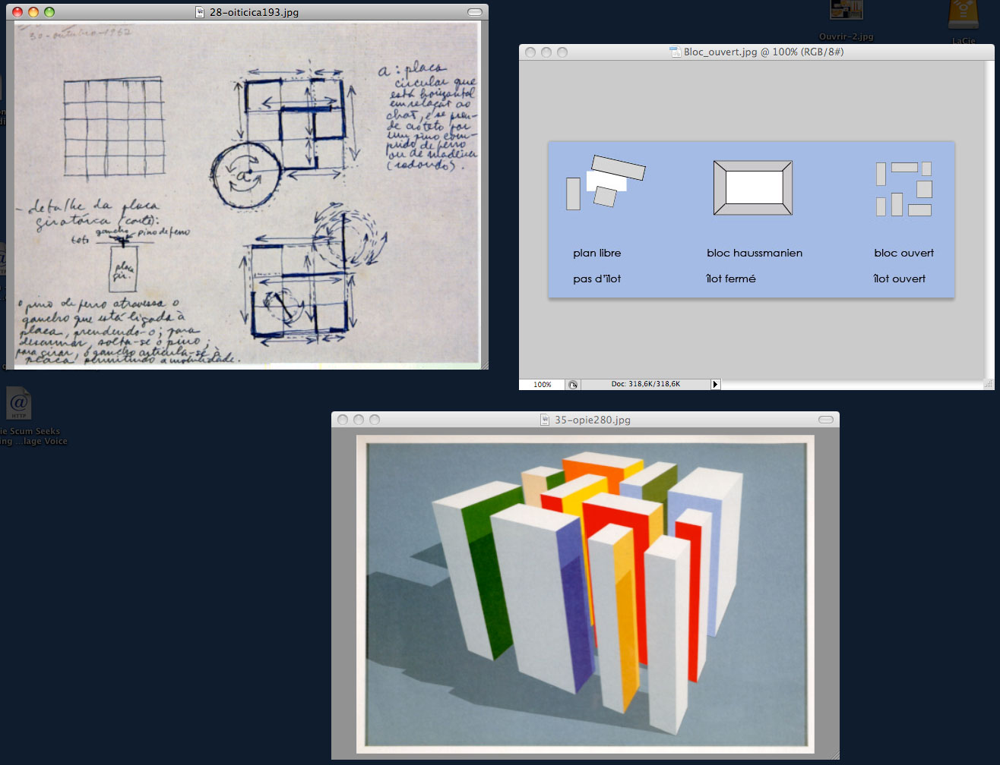 28-oiticica193.jpg
30-outubro-1962
a : placa
circular que
está horizontal
em relação ao
chão, e se pren-
de ao teto por
um pino com-
prido de ferro
ou de madeira
(redondo).
a
- detalhe da placa
giratória (corte):
gancho pino de ferro
teto
placa
gir.
o pino de ferro atravessa o
gancho que está ligado à
placa, prendendo-o; para
desarmar, solta-se o pino;
para girar, o gancho articula-se à
placa permitindo a mobilidade.
Ouvrir-2.jpg
LaCie
Bloc_ouvert.jpg @ 100% (RGB/8#)
plan libre
bloc haussmanien
bloc ouvert
pas d'îlot
îlot fermé
îlot ouvert
100%
Doc: 318,6K/318,6K
@
HTTP
ie Scum Seeks
ing ...lage Voice
35-opie280.jpg